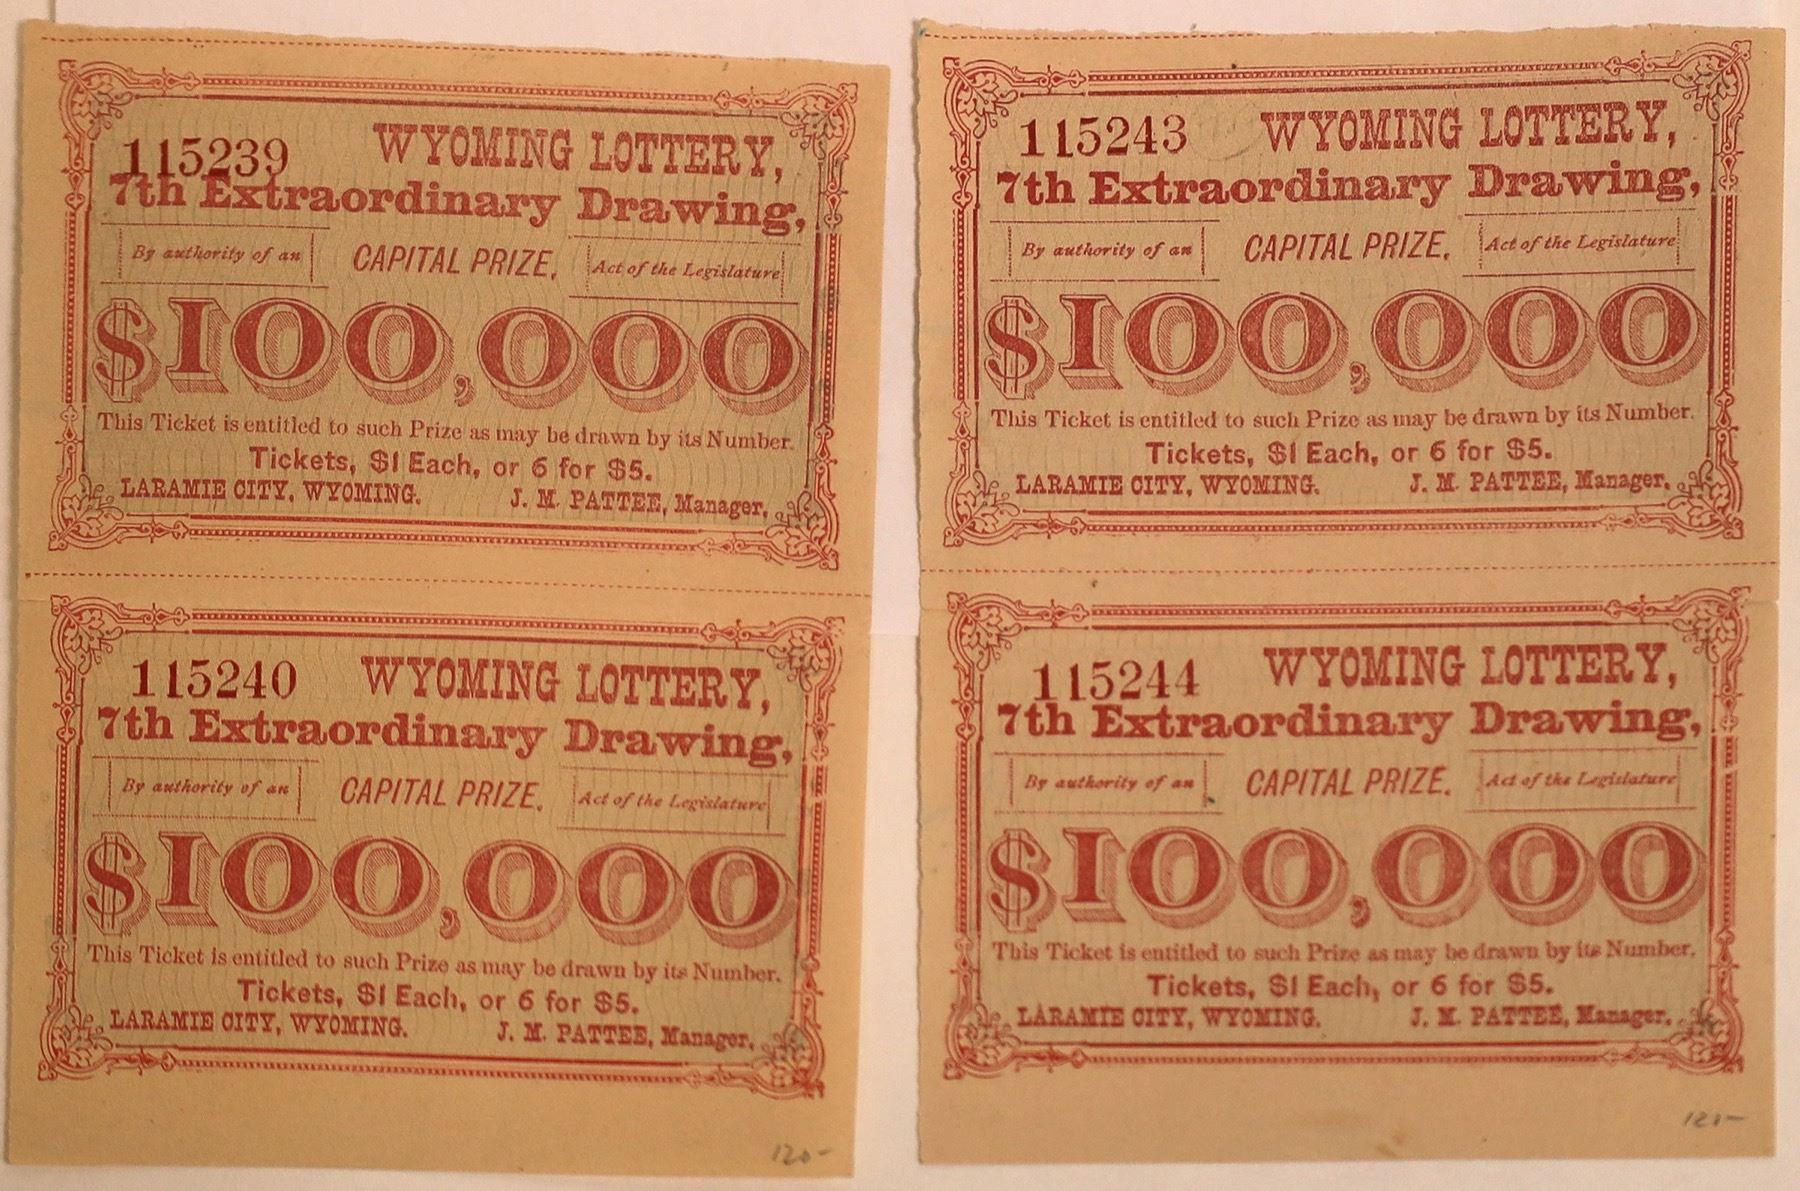 115239 WYOMING LOTTERY,
7th Extraordinary Drawing,
By authority of an CAPITAL PRIZE. Act of the Legislature
$100,000
This Ticket is entitled to such Prize as may be drawn by its Number.
Tickets, $1 Each, or 6 for $5.
LARAMIE CITY, WYOMING. J. M. PATTEE, Manager.
115240 WYOMING LOTTERY,
7th Extraordinary Drawing,
By authority of an CAPITAL PRIZE. Act of the Legislature
$100,000
This Ticket is entitled to such Prize as may be drawn by its Number.
Tickets, $1 Each, or 6 for $5.
LARAMIE CITY, WYOMING. J. M. PATTEE, Manager.
120-
115243 WYOMING LOTTERY,
7th Extraordinary Drawing,
By authority of an CAPITAL PRIZE. Act of the Legislature
$100,000
This Ticket is entitled to such Prize as may be drawn by its Number.
Tickets, $1 Each, or 6 for $5.
LARAMIE CITY, WYOMING. J. M. PATTEE, Manager.
115244 WYOMING LOTTERY,
7th Extraordinary Drawing,
By authority of an CAPITAL PRIZE. Act of the Legislature
$100,000
This Ticket is entitled to such Prize as may be drawn by its Number.
Tickets, $1 Each, or 6 for $5.
LARAMIE CITY, WYOMING. J. M. PATTEE, Manager.
120-